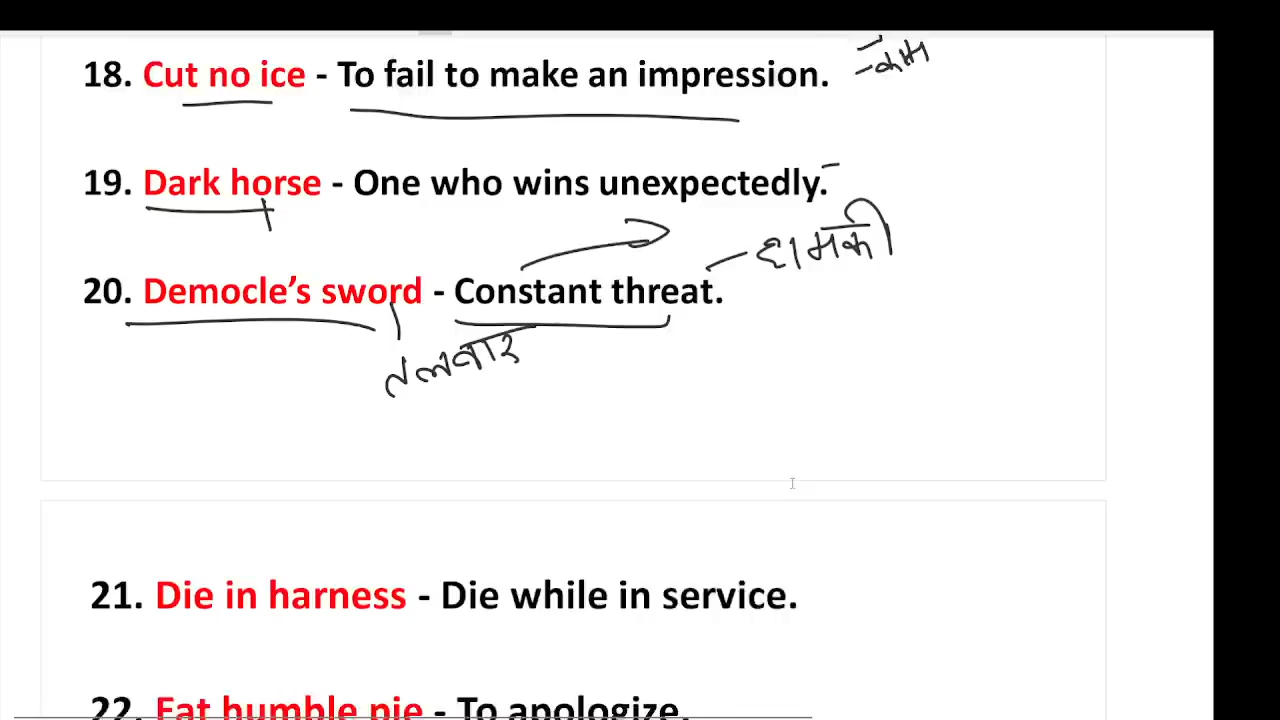 18. Cut no ice - To fail to make an impression.
19. Dark horse - One who wins unexpectedly.
धामकी
20. Democle’s sword - Constant threat.
तलवार
21. Die in harness - Die while in service.
22. Eat humble pie - To apologize.